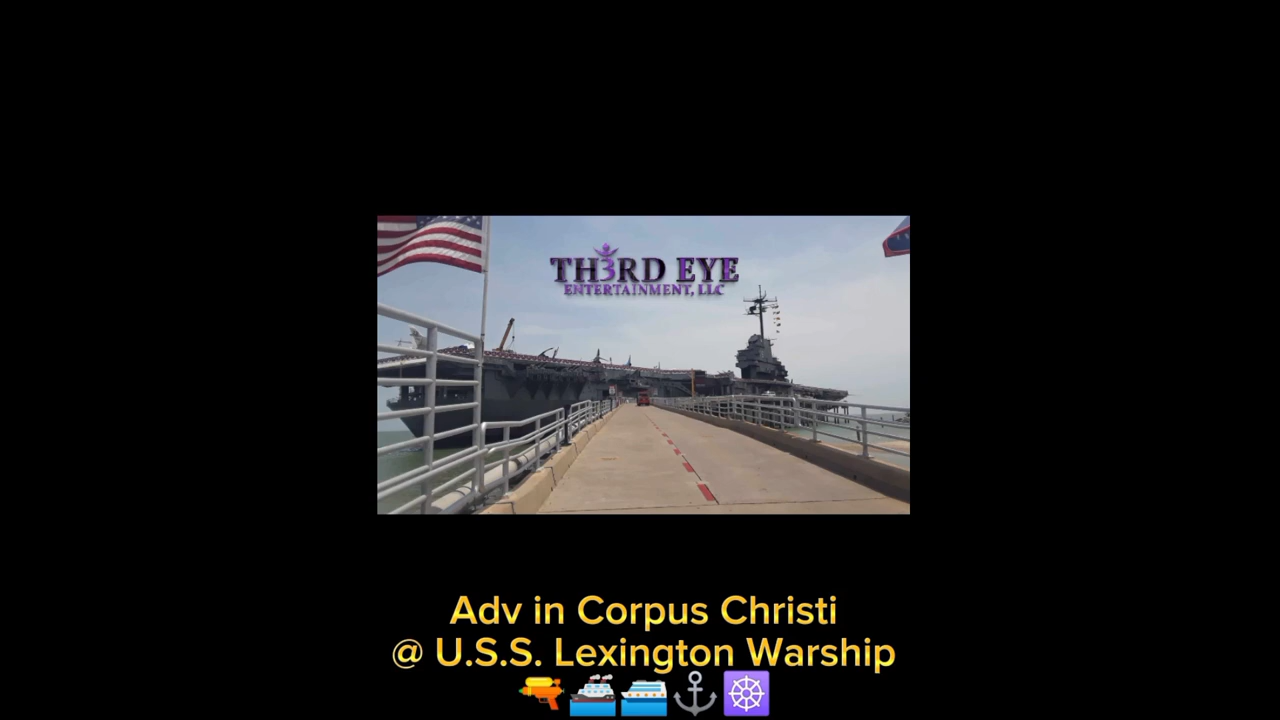 TH3RD EYE
ENTERTAINMENT, LLC
Adv in Corpus Christi
@ U.S.S. Lexington Warship